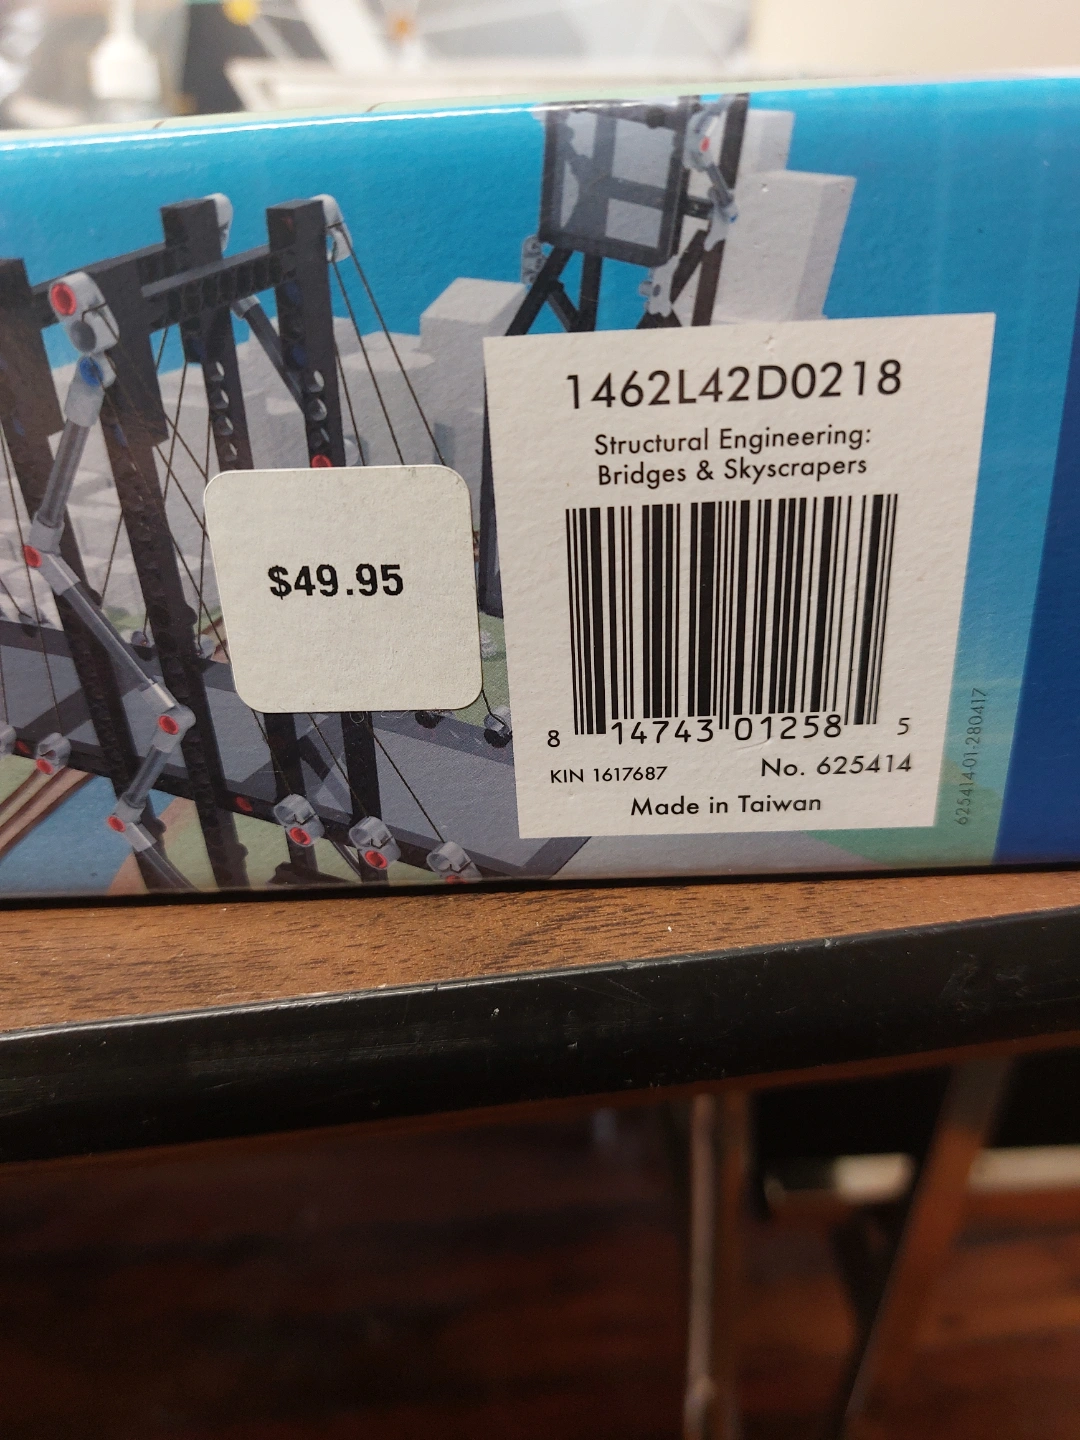 1462L42D0218
Structural Engineering:
Bridges & Skyscrapers
$49.95
8 14743 01258 5
KIN 1617687 No. 625414
Made in Taiwan
625414-01-280417